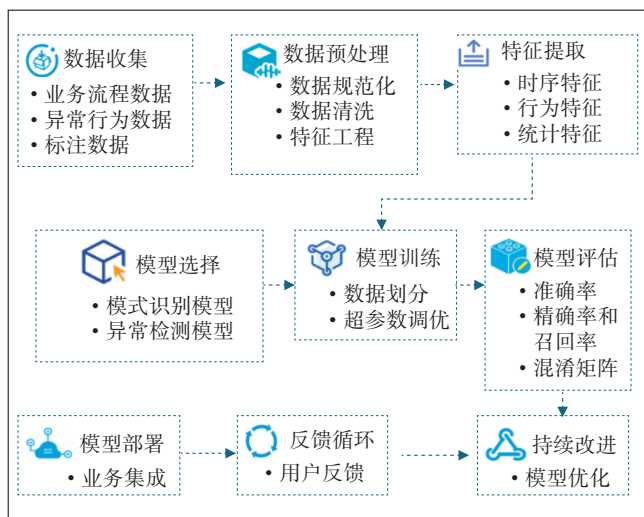 数据收集
• 业务流程数据
• 异常行为数据
• 标注数据
数据预处理
• 数据规范化
• 数据清洗
• 特征工程
特征提取
• 时序特征
• 行为特征
• 统计特征
模型选择
• 模式识别模型
• 异常检测模型
模型训练
• 数据划分
• 超参数调优
模型评估
• 准确率
• 精确率和
召回率
• 混淆矩阵
模型部署
• 业务集成
反馈循环
• 用户反馈
持续改进
• 模型优化